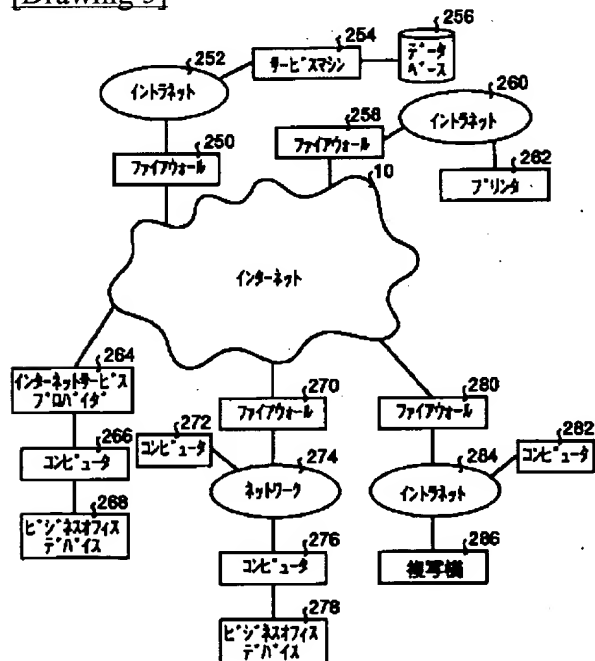 [Drawing 5]
256
254
252
データ
ベース
サービスマシン
260
イントラネット
258
イントラネット
250
ファイアウォール
262
ファイアウォール
10
プリンタ
インターネット
264
270
280
インターネットサービス
プロバイダ
ファイアウォール
ファイアウォール
272
282
266
コンピュータ
274
284
コンピュータ
コンピュータ
ネットワーク
イントラネット
268
276
286
ビジネスオフィス
デバイス
コンピュータ
複写機
278
ビジネスオフィス
デバイス